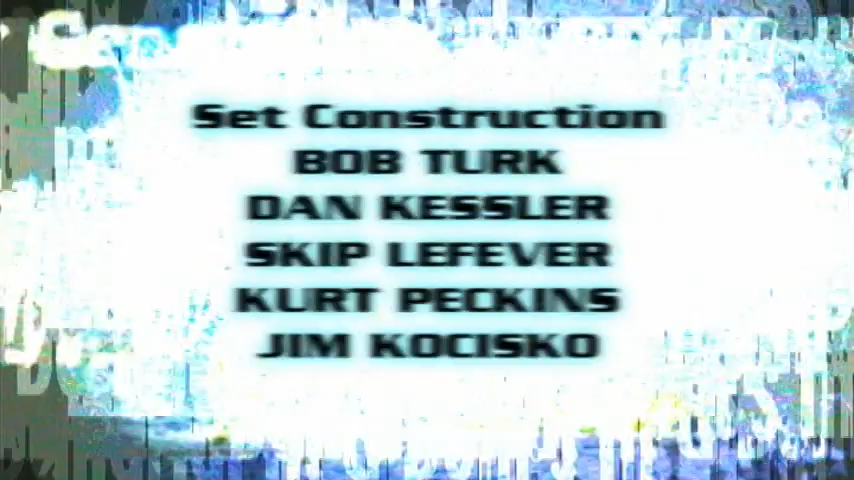 Set Construction
BOB TURK
DAN KESSLER
SKIP LEFEVER
KURT PECKINS
JIM KOCISKO